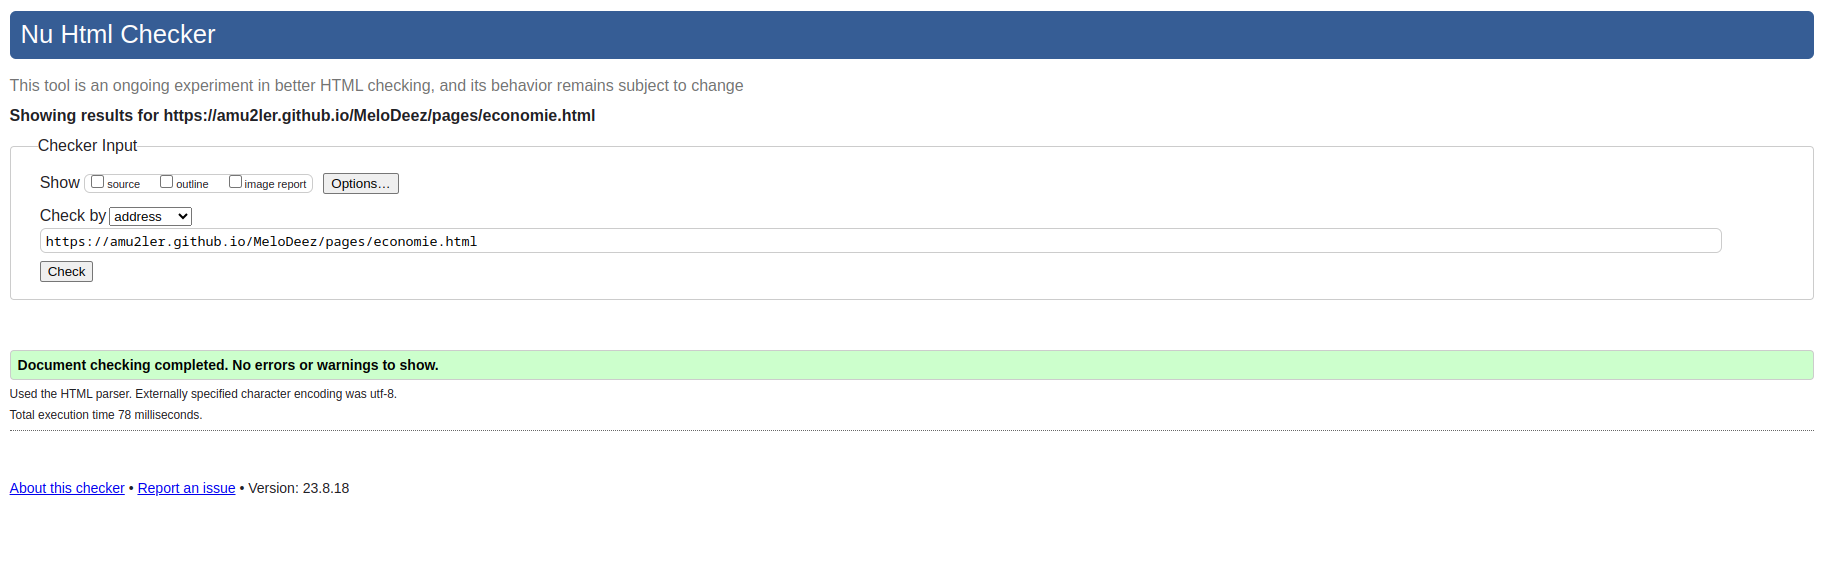 Nu Html Checker
This tool is an ongoing experiment in better HTML checking, and its behavior remains subject to change
Showing results for https://amu2ler.github.io/MeloDeez/pages/economie.html
Checker Input
Show source outline image report Options…
Check by address
https://amu2ler.github.io/MeloDeez/pages/economie.html
Check
Document checking completed. No errors or warnings to show.
Used the HTML parser. Externally specified character encoding was utf-8.
Total execution time 78 milliseconds.
About this checker • Report an issue • Version: 23.8.18